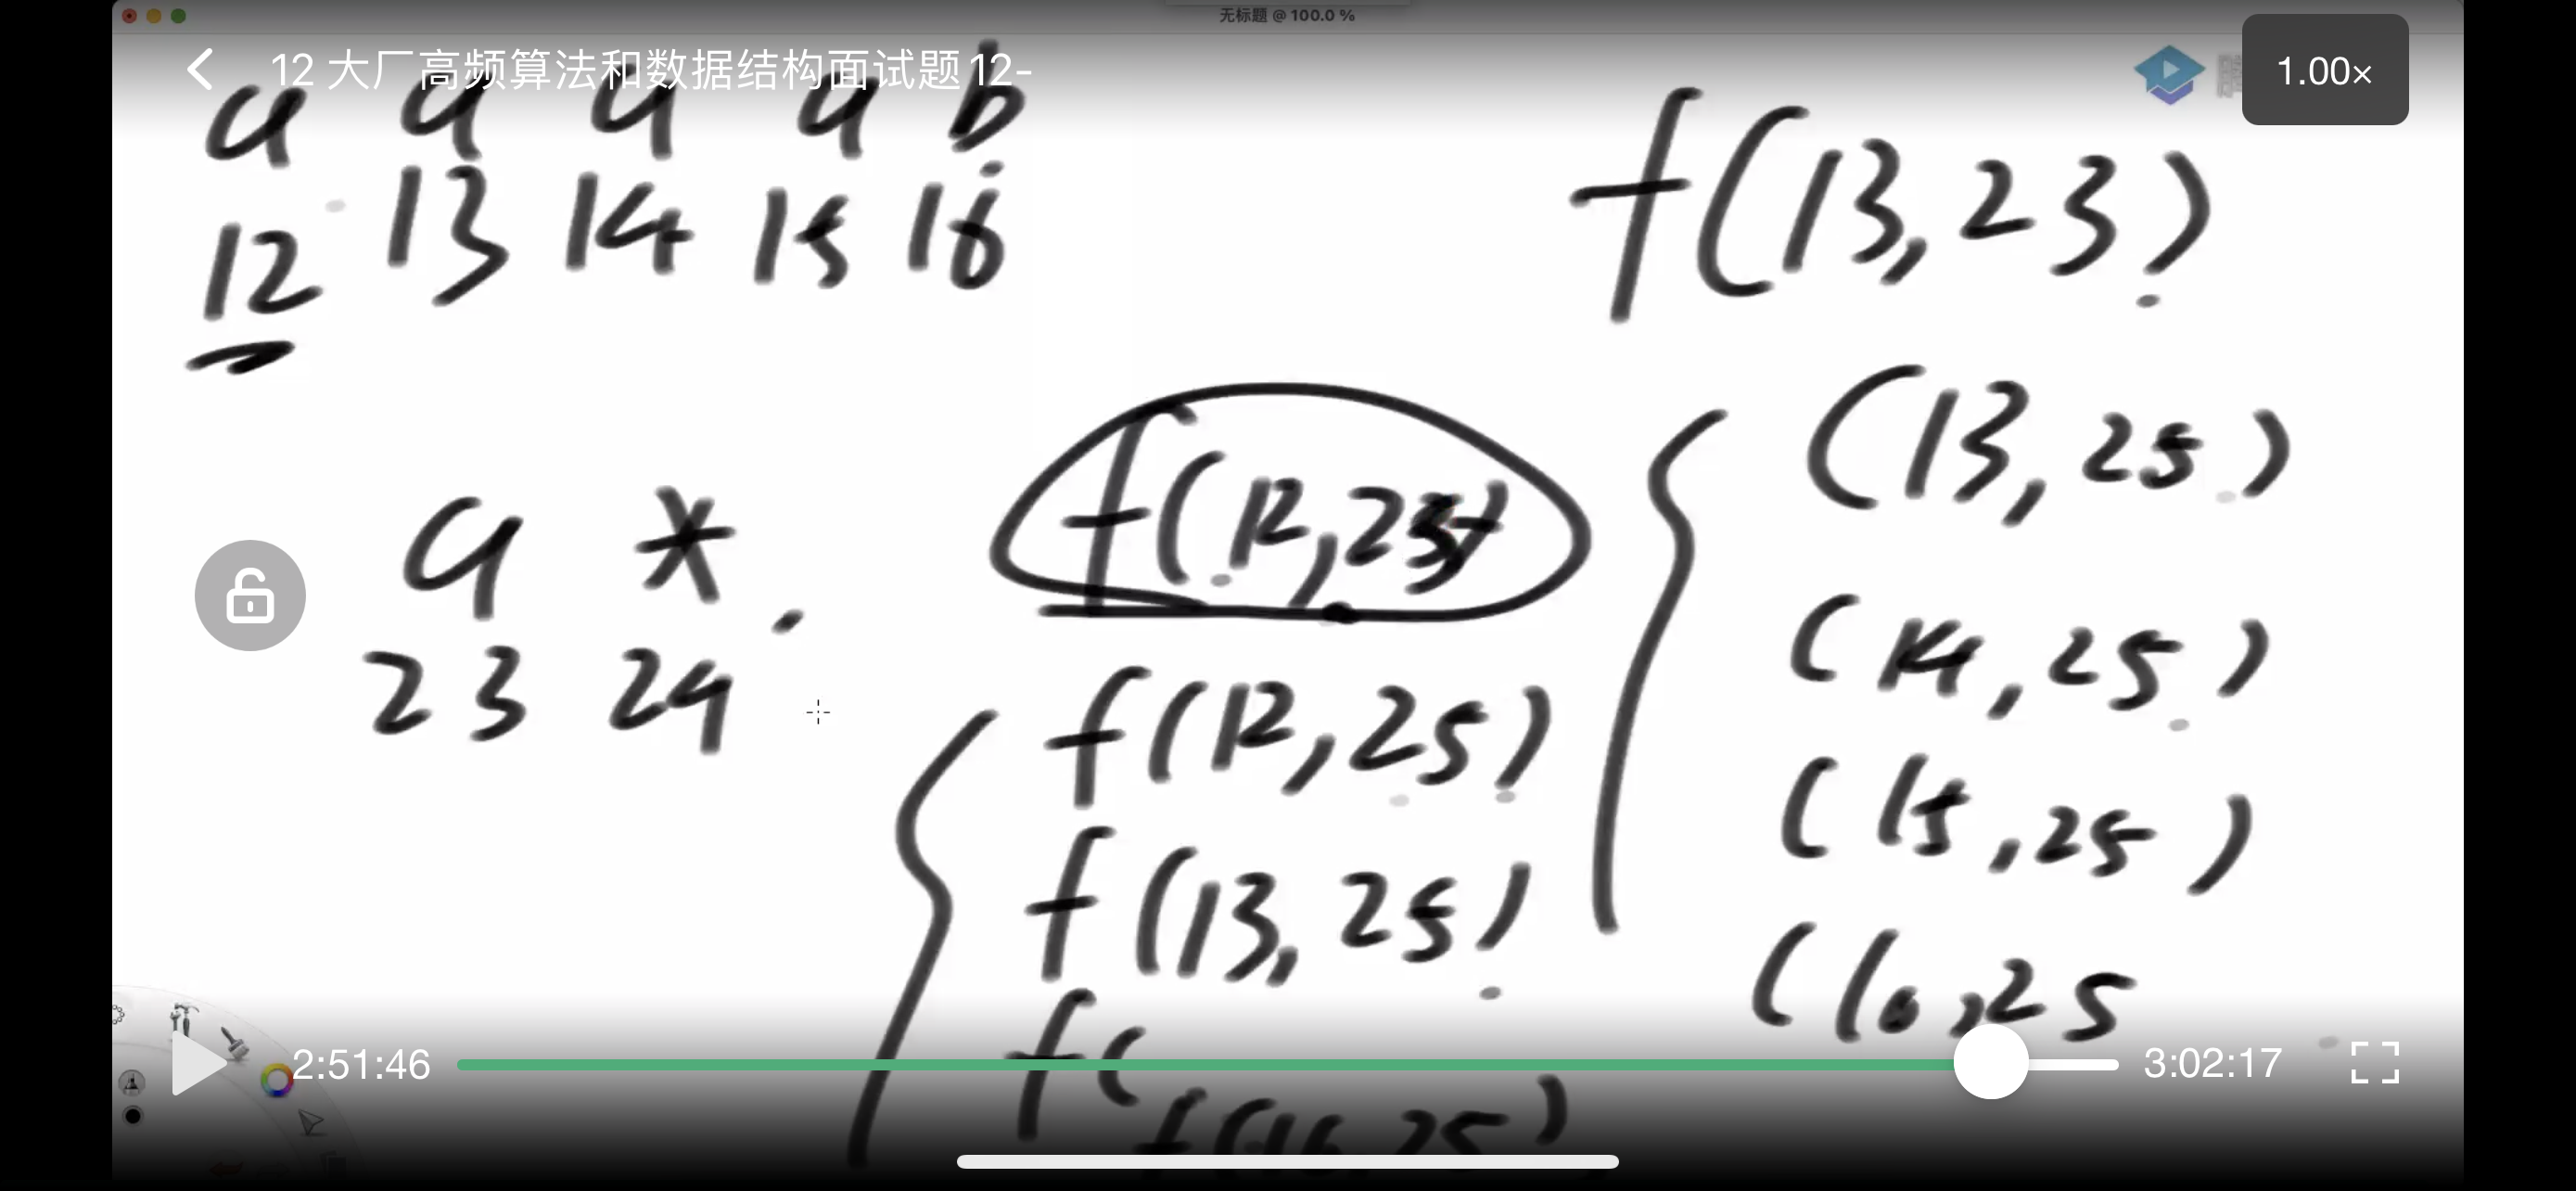 无标题 @ 100.0 %
12 大厂高频算法和数据结构面试题12-
1.00×
a a a a b
12 13 14 15 16
f(13,23)
(13,25)
a *
f(12,23)
23 24
(14,25)
f(12,25)
(15,25)
f(13,25)
(16,25
f(
2:51:46
3:02:17
f(16,25)